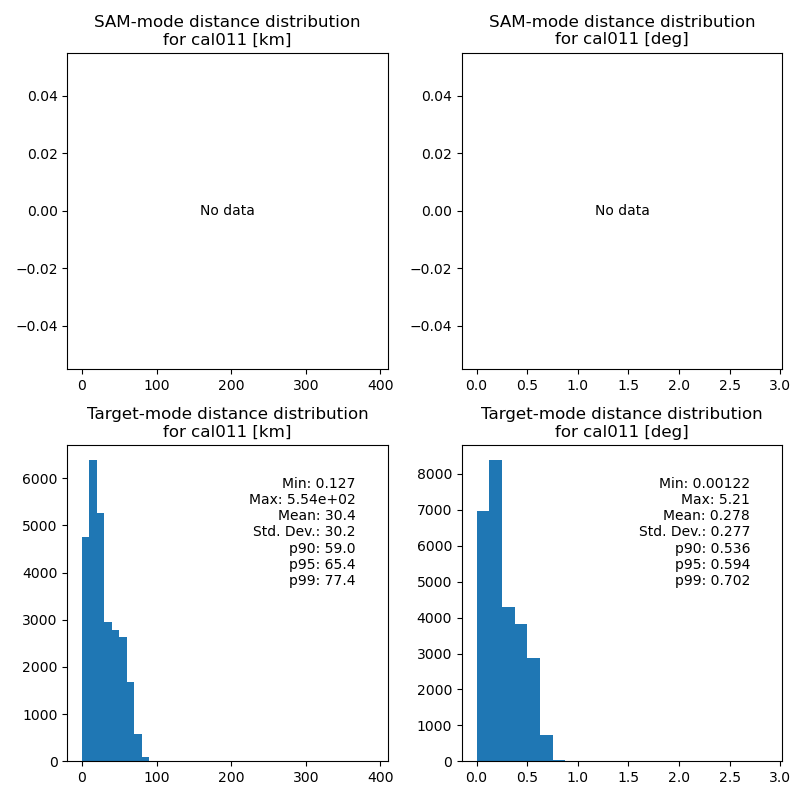 SAM-mode distance distribution
for cal011 [km]
0.04
0.02
0.00
−0.02
−0.04
No data
0
100
200
300
400
SAM-mode distance distribution
for cal011 [deg]
0.04
0.02
0.00
−0.02
−0.04
No data
0.0
0.5
1.0
1.5
2.0
2.5
3.0
Target-mode distance distribution
for cal011 [km]
6000
5000
4000
3000
2000
1000
0
Min: 0.127
Max: 5.54e+02
Mean: 30.4
Std. Dev.: 30.2
p90: 59.0
p95: 65.4
p99: 77.4
0
100
200
300
400
Target-mode distance distribution
for cal011 [deg]
8000
7000
6000
5000
4000
3000
2000
1000
0
Min: 0.00122
Max: 5.21
Mean: 0.278
Std. Dev.: 0.277
p90: 0.536
p95: 0.594
p99: 0.702
0.0
0.5
1.0
1.5
2.0
2.5
3.0